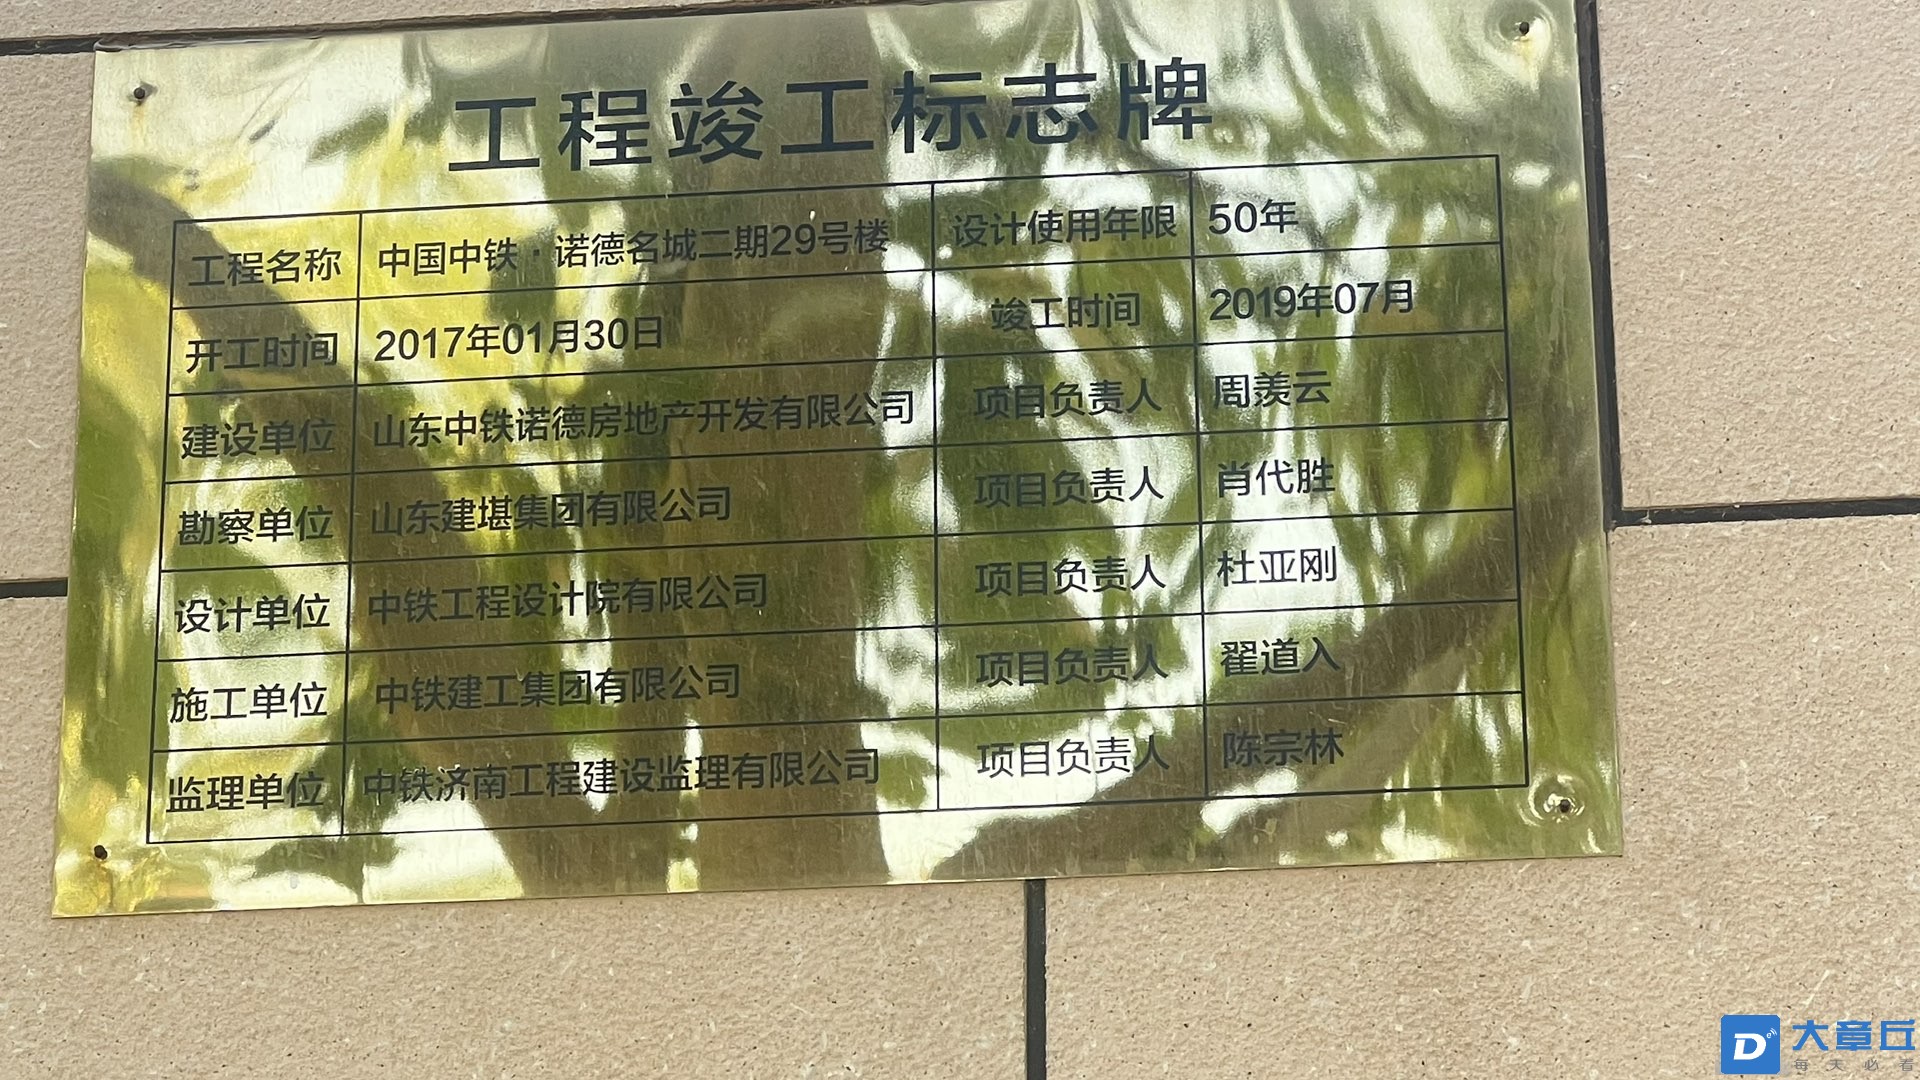 工程竣工标志牌
工程名称 中国中铁·诺德名城二期29号楼 设计使用年限 50年
开工时间 2017年01月30日 竣工时间 2019年07月
建设单位 山东中铁诺德房地产开发有限公司 项目负责人 周羡云
勘察单位 山东建堪集团有限公司 项目负责人 肖代胜
设计单位 中铁工程设计院有限公司 项目负责人 杜亚刚
施工单位 中铁建工集团有限公司 项目负责人 翟道入
监理单位 中铁济南工程建设监理有限公司 项目负责人 陈宗林
D 大章丘
每天必看